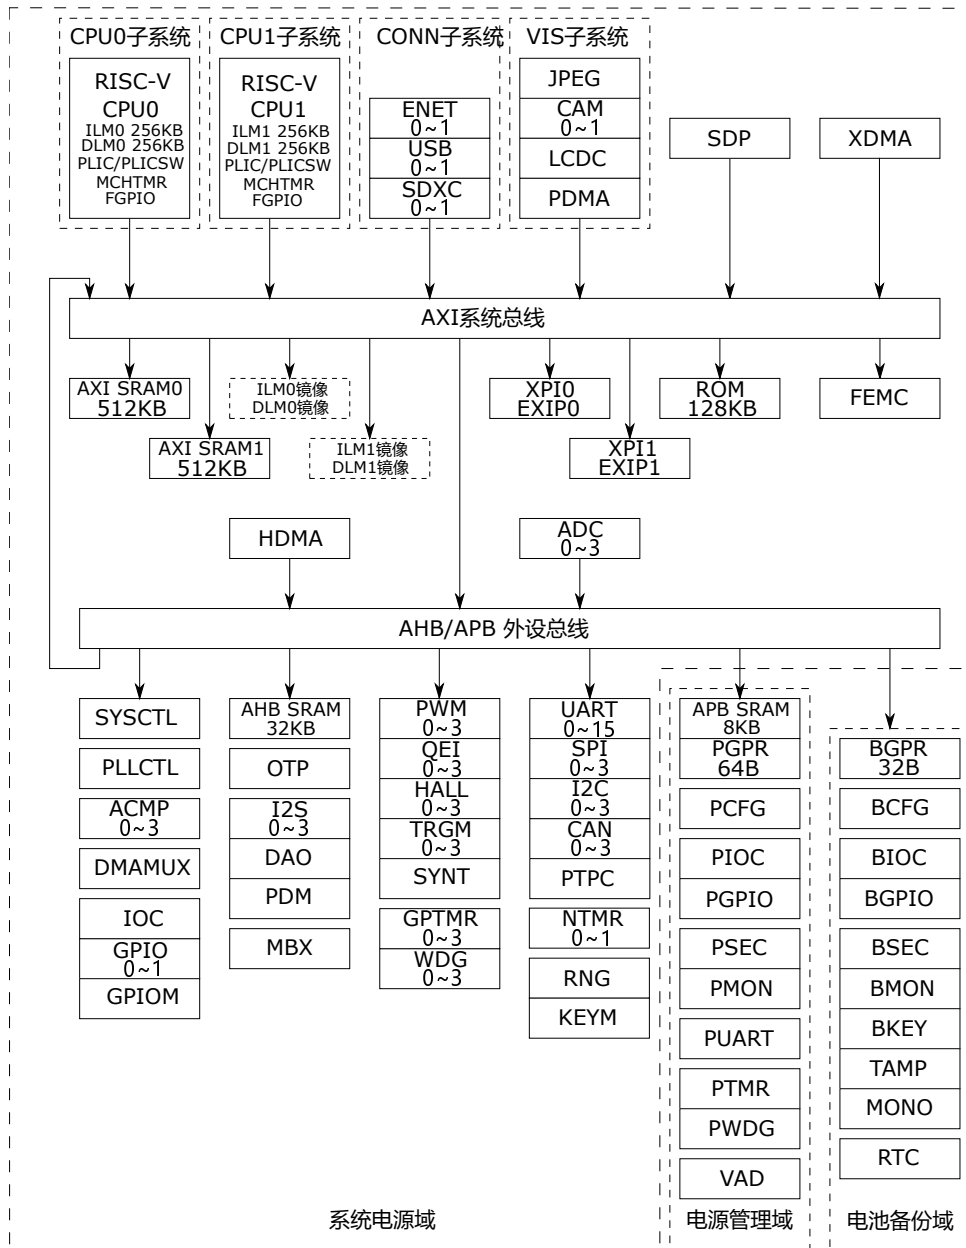 CPU0子系统
RISC-V
CPU0
ILM0 256KB
DLM0 256KB
PLIC/PLICSW
MCHTMR
FGPIO
CPU1子系统
RISC-V
CPU1
ILM1 256KB
DLM1 256KB
PLIC/PLICSW
MCHTMR
FGPIO
CONN子系统
ENET
0~1
USB
0~1
SDXC
0~1
VIS子系统
JPEG
CAM
0~1
LCDC
PDMA
SDP
XDMA
AXI系统总线
AXI SRAM0
512KB
AXI SRAM1
512KB
ILM0镜像
DLM0镜像
ILM1镜像
DLM1镜像
XPI0
EXIP0
XPI1
EXIP1
ROM
128KB
FEMC
HDMA
ADC
0~3
AHB/APB 外设总线
SYSCTL
PLLCTL
ACMP
0~3
DMAMUX
IOC
GPIO
0~1
GPIOM
AHB SRAM
32KB
OTP
I2S
0~3
DAO
PDM
MBX
PWM
0~3
QEI
0~3
HALL
0~3
TRGM
0~3
SYNT
GPTMR
0~3
WDG
0~3
UART
0~15
SPI
0~3
I2C
0~3
CAN
0~3
PTPC
NTMR
0~1
RNG
KEYM
APB SRAM
8KB
PGPR
64B
PCFG
PIOC
PGPIO
PSEC
PMON
PUART
PTMR
PWDG
VAD
BGPR
32B
BCFG
BIOC
BGPIO
BSEC
BMON
BKEY
TAMP
MONO
RTC
系统电源域
电源管理域
电池备份域